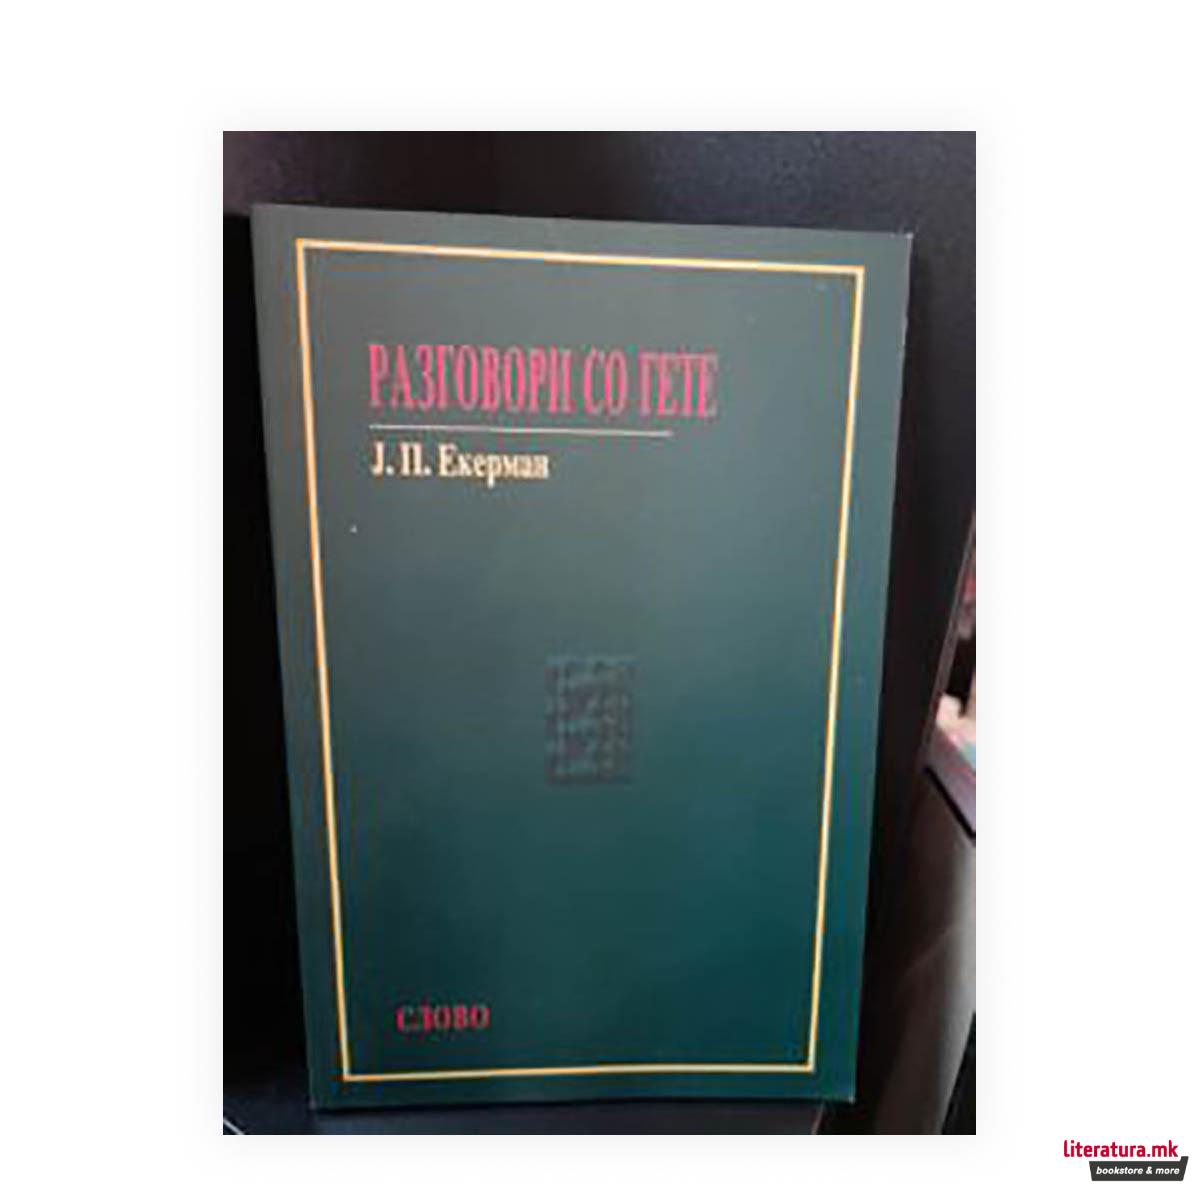 РАЗГОВОРИ СО ГЕТЕ
Ј. П. Екерман
СЛОВО
literatura.mk
bookstore & more